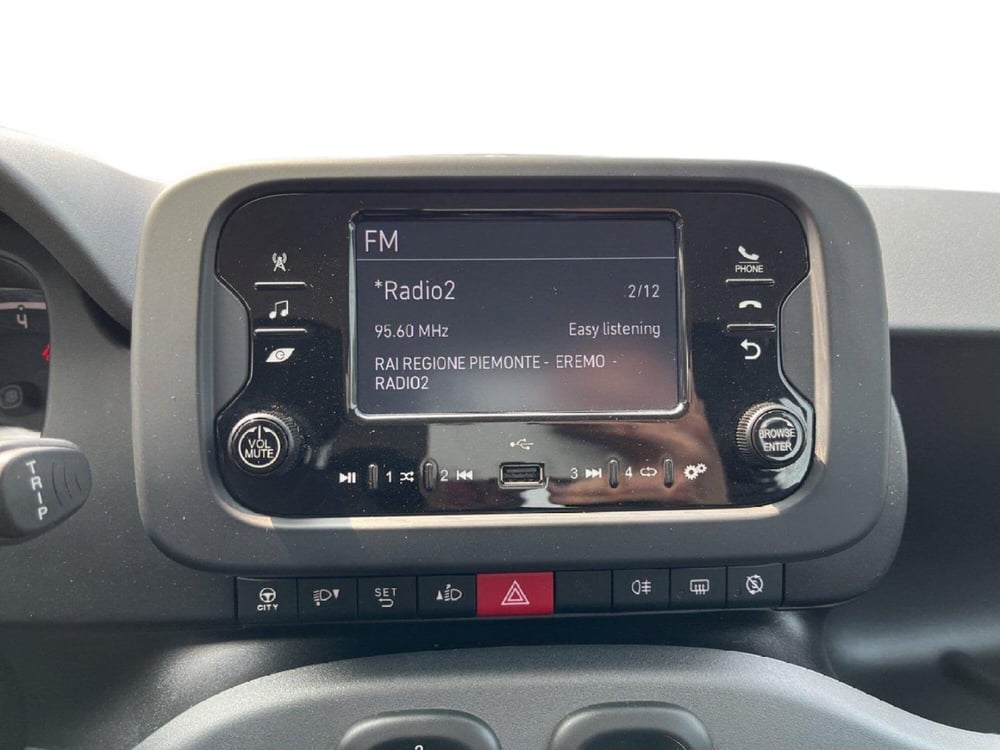 FM
*Radio2
2/12
95.60 MHz
Easy listening
RAI REGIONE PIEMONTE - EREMO -
RADIO2
PHONE
VOL
MUTE
BROWSE
ENTER
1
2
3
4
TRIP
CITY
SET
4